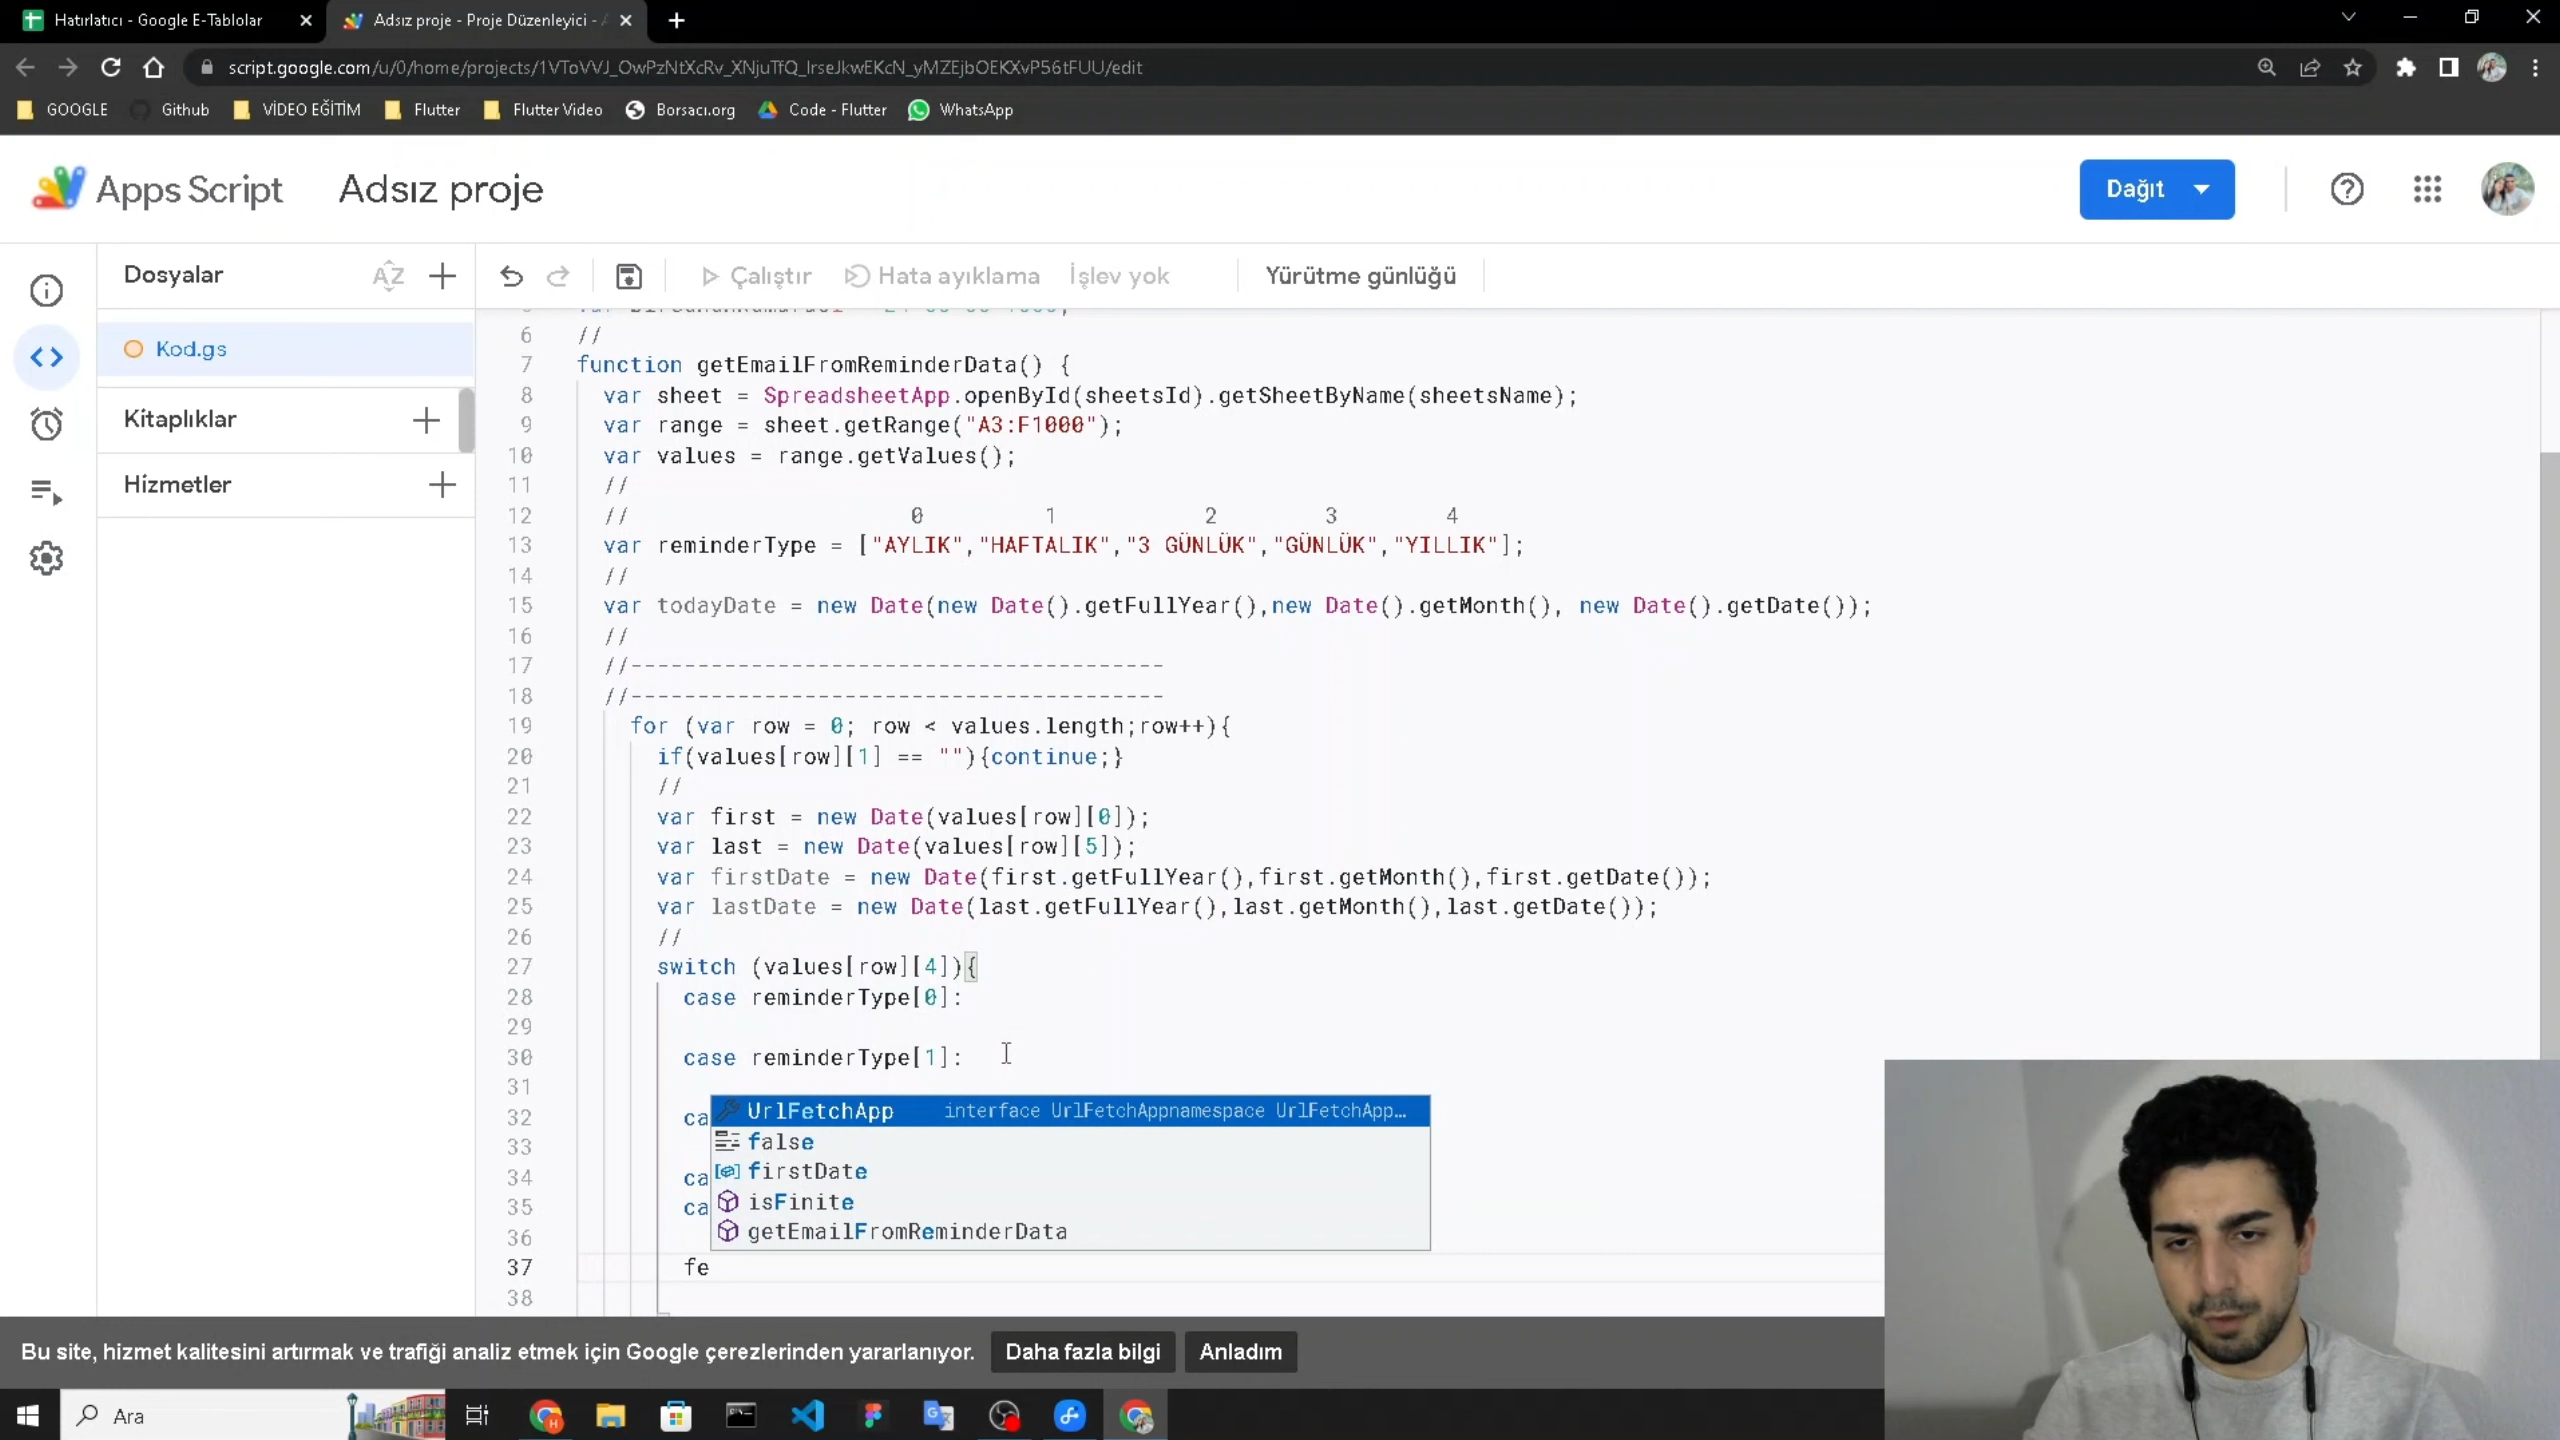 Hatırlatıcı - Google E-Tablolar
Adsız proje - Proje Düzenleyici -
script.google.com/u/0/home/projects/1VToVVJ_OwPzNtXcRv_XNjuTfQ_IrseJkwEKcN_yMZEjbOEKXvP56tFUU/edit
GOOGLE Github VİDEO EĞİTİM Flutter Flutter Video Borsacı.org Code - Flutter WhatsApp
Apps Script Adsız proje
Dağıt
Dosyalar
Çalıştır Hata ayıklama İşlev yok Yürütme günlüğü
Kod.gs
Kitaplıklar
Hizmetler
6 //
7 function getEmailFromReminderData() {
8 var sheet = SpreadsheetApp.openById(sheetsId).getSheetByName(sheetsName);
9 var range = sheet.getRange("A3:F1000");
10 var values = range.getValues();
11 //
12 // 0 1 2 3 4
13 var reminderType = ["AYLIK","HAFTALIK","3 GÜNLÜK","GÜNLÜK","YILLIK"];
14 //
15 var todayDate = new Date(new Date().getFullYear(),new Date().getMonth(), new Date().getDate());
16 //
17 //----------------------------------------
18 //----------------------------------------
19 for (var row = 0; row < values.length;row++){
20 if(values[row][1] == ""){continue;}
21 //
22 var first = new Date(values[row][0]);
23 var last = new Date(values[row][5]);
24 var firstDate = new Date(first.getFullYear(),first.getMonth(),first.getDate());
25 var lastDate = new Date(last.getFullYear(),last.getMonth(),last.getDate());
26 //
27 switch (values[row][4]){
28 case reminderType[0]:
29
30 case reminderType[1]:
31
32 ca
UrlFetchApp interface UrlFetchAppnamespace UrlFetchApp…
33
false
34 ca
firstDate
35 ca
isFinite
36
getEmailFromReminderData
37 fe
38
Bu site, hizmet kalitesini artırmak ve trafiği analiz etmek için Google çerezlerinden yararlanıyor. Daha fazla bilgi Anladım
Ara